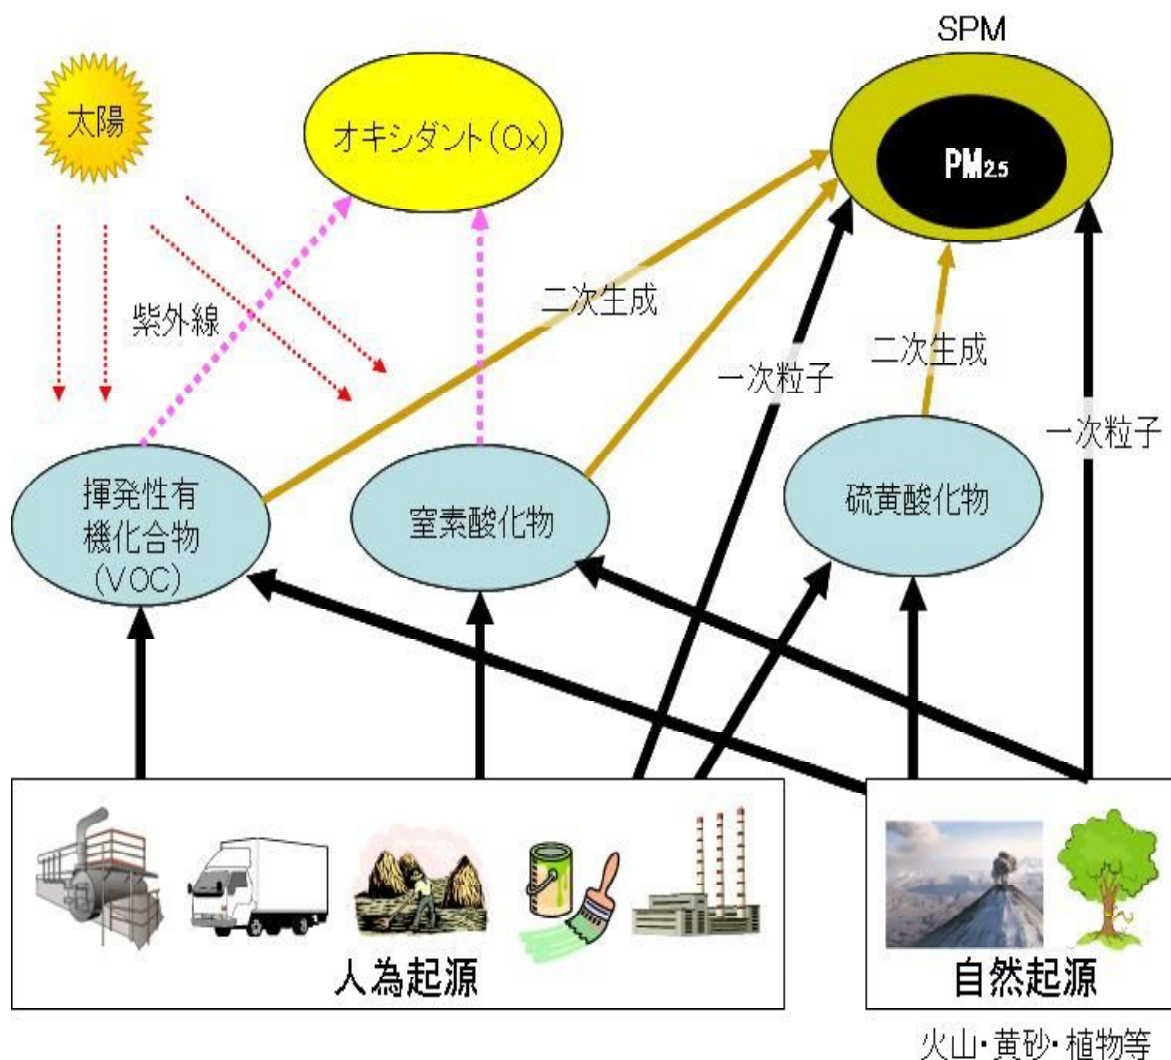 SPM
太陽
オキシダント(Ox)
PM2.5
紫外線
二次生成
一次粒子
二次生成
一次粒子
揮発性有
機化合物
(VOC)
窒素酸化物
硫黄酸化物
人為起源
自然起源
火山・黄砂・植物等